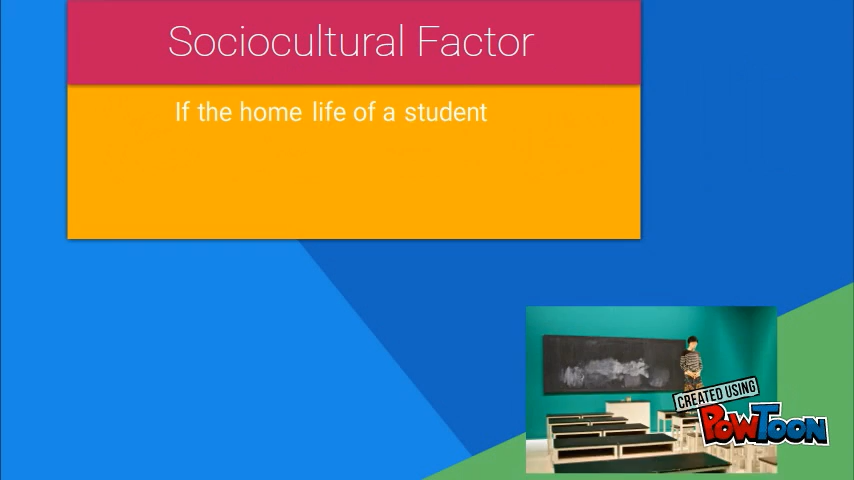 Sociocultural Factor
If the home life of a student
CREATED USING
POWTOON